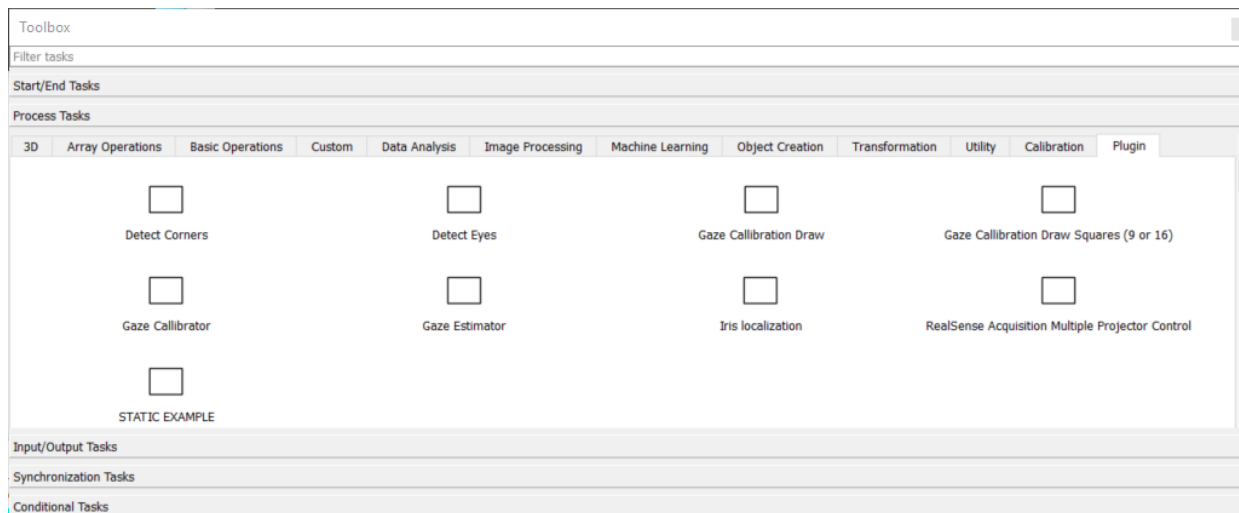 Toolbox
Filter tasks
Start/End Tasks
Process Tasks
3D Array Operations Basic Operations Custom Data Analysis Image Processing Machine Learning Object Creation Transformation Utility Calibration Plugin
Detect Corners Detect Eyes Gaze Callibration Draw Gaze Callibration Draw Squares (9 or 16)
Gaze Callibrator Gaze Estimator Iris localization RealSense Acquisition Multiple Projector Control
STATIC EXAMPLE
Input/Output Tasks
Synchronization Tasks
Conditional Tasks